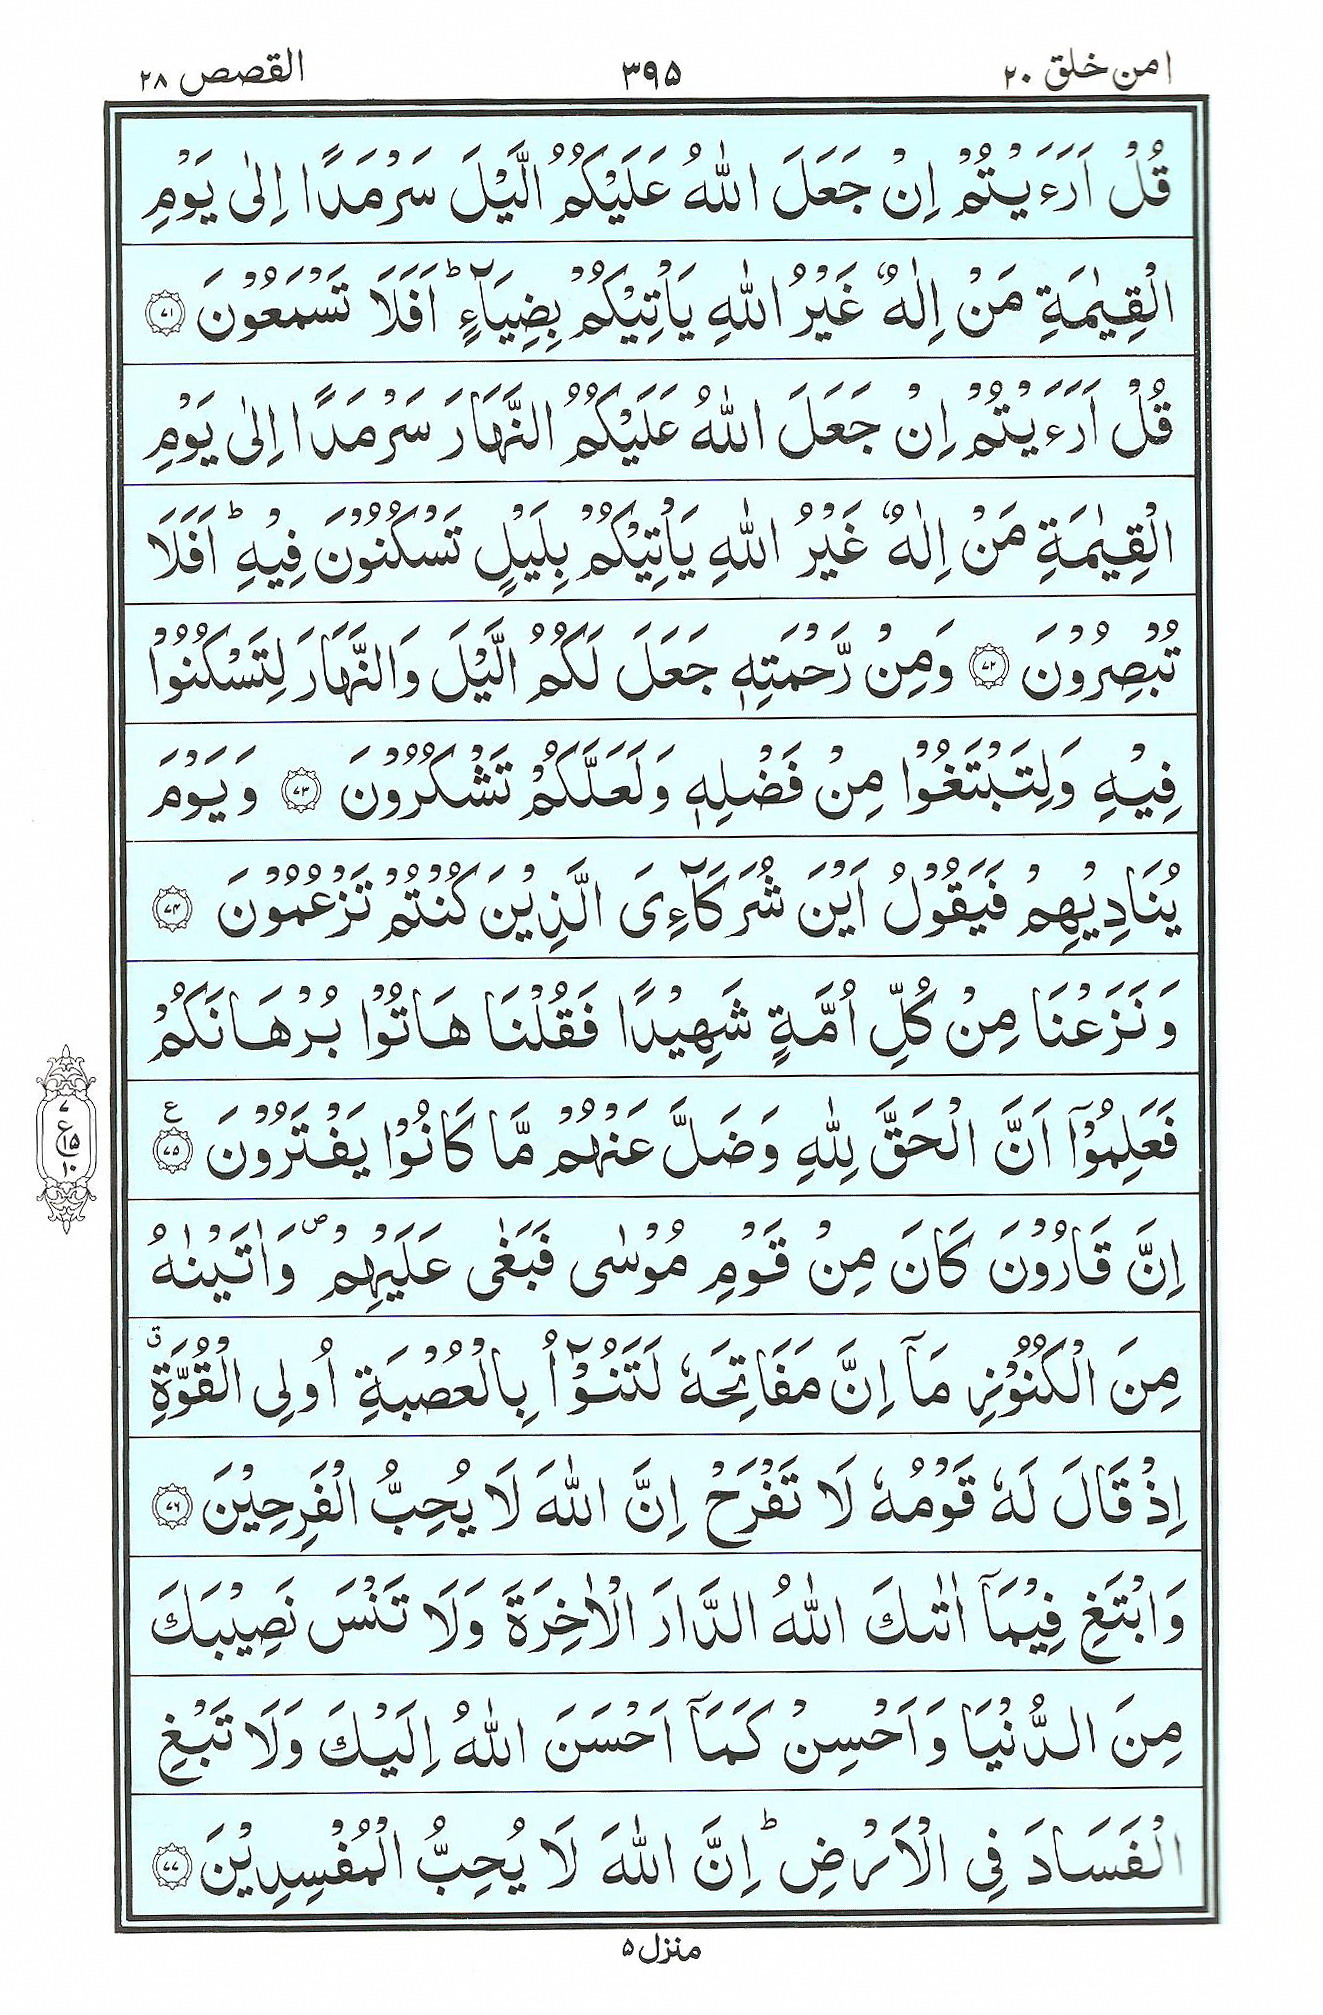 امن خلق ۲۰
۳۹۵
القصص ۲۸
قُلْ اَرَءَيْتُمْ اِنْ جَعَلَ اللّٰهُ عَلَيْكُمُ الَّيْلَ سَرْمَدًا اِلٰى يَوْمِ
الْقِيٰمَةِ مَنْ اِلٰهٌ غَيْرُ اللّٰهِ يَاْتِيْكُمْ بِضِيَآءٍؕ اَفَلَا تَسْمَعُوْنَ ۷۱
قُلْ اَرَءَيْتُمْ اِنْ جَعَلَ اللّٰهُ عَلَيْكُمُ النَّهَارَ سَرْمَدًا اِلٰى يَوْمِ
الْقِيٰمَةِ مَنْ اِلٰهٌ غَيْرُ اللّٰهِ يَاْتِيْكُمْ بِلَيْلٍ تَسْكُنُوْنَ فِيْهِؕ اَفَلَا
تُبْصِرُوْنَ ۷۲ وَمِنْ رَّحْمَتِهٖ جَعَلَ لَكُمُ الَّيْلَ وَالنَّهَارَ لِتَسْكُنُوْا
فِيْهِ وَلِتَبْتَغُوْا مِنْ فَضْلِهٖ وَلَعَلَّكُمْ تَشْكُرُوْنَ ۷۳ وَيَوْمَ
يُنَادِيْهِمْ فَيَقُوْلُ اَيْنَ شُرَكَآءِىَ الَّذِيْنَ كُنْتُمْ تَزْعُمُوْنَ ۷۴
وَنَزَعْنَا مِنْ كُلِّ اُمَّةٍ شَهِيْدًا فَقُلْنَا هَاتُوْا بُرْهَانَكُمْ
فَعَلِمُوْٓا اَنَّ الْحَقَّ لِلّٰهِ وَضَلَّ عَنْهُمْ مَّا كَانُوْا يَفْتَرُوْنَ ۷۵ ع
۷
ع ۱۵
۱۰
اِنَّ قَارُوْنَ كَانَ مِنْ قَوْمِ مُوْسٰى فَبَغٰى عَلَيْهِمْ ص وَاٰتَيْنٰهُ
مِنَ الْكُنُوْزِ مَآ اِنَّ مَفَاتِحَهٗ لَتَنُوْٓاُ بِالْعُصْبَةِ اُولِى الْقُوَّةِ ق
اِذْ قَالَ لَهٗ قَوْمُهٗ لَا تَفْرَحْ اِنَّ اللّٰهَ لَا يُحِبُّ الْفَرِحِيْنَ ۷۶
وَابْتَغِ فِيْمَآ اٰتٰىكَ اللّٰهُ الدَّارَ الْاٰخِرَةَ وَلَا تَنْسَ نَصِيْبَكَ
مِنَ الدُّنْيَا وَاَحْسِنْ كَمَآ اَحْسَنَ اللّٰهُ اِلَيْكَ وَلَا تَبْغِ
الْفَسَادَ فِى الْاَرْضِؕ اِنَّ اللّٰهَ لَا يُحِبُّ الْمُفْسِدِيْنَ ۷۷
منزل ۵